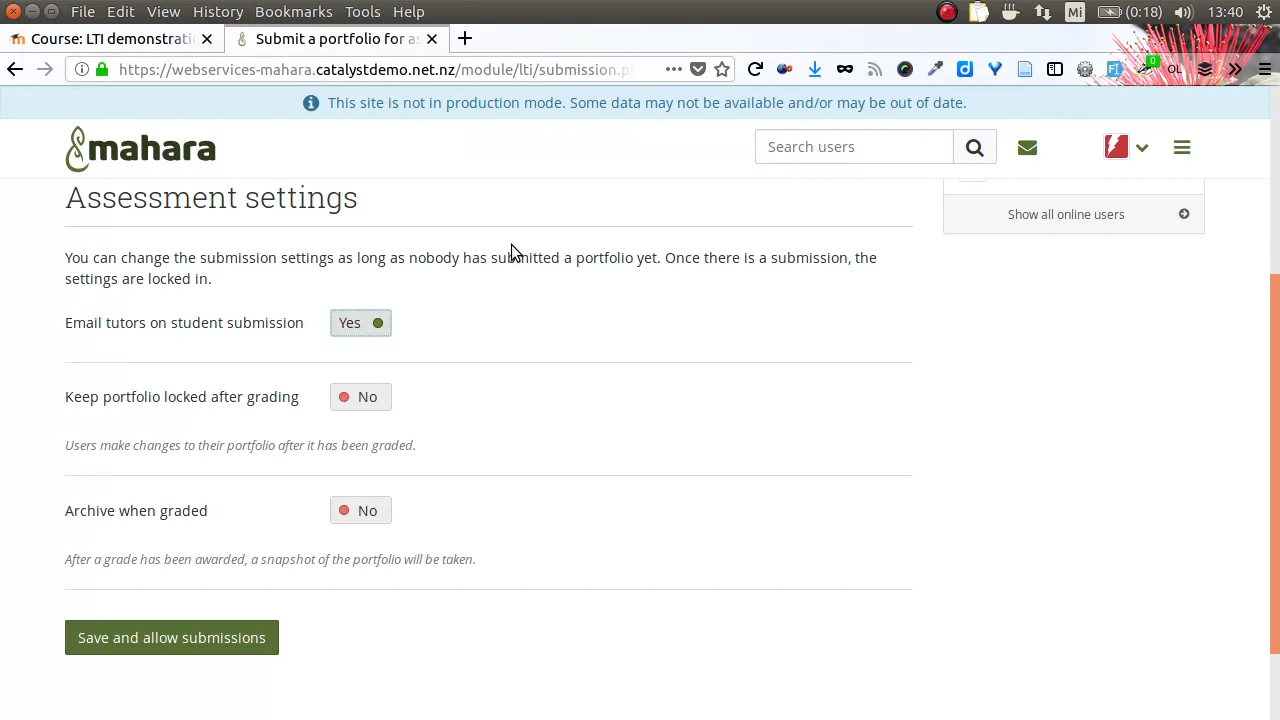 File Edit View History Bookmarks Tools Help
Mi (0:18) 13:40
Course: LTI demonstrati
Submit a portfolio for as
https://webservices-mahara.catalystdemo.net.nz/module/lti/submission.p
0
OL
This site is not in production mode. Some data may not be available and/or may be out of date.
mahara
Search users
Assessment settings
Show all online users
You can change the submission settings as long as nobody has submitted a portfolio yet. Once there is a submission, the
settings are locked in.
Email tutors on student submission Yes
Keep portfolio locked after grading No
Users make changes to their portfolio after it has been graded.
Archive when graded No
After a grade has been awarded, a snapshot of the portfolio will be taken.
Save and allow submissions